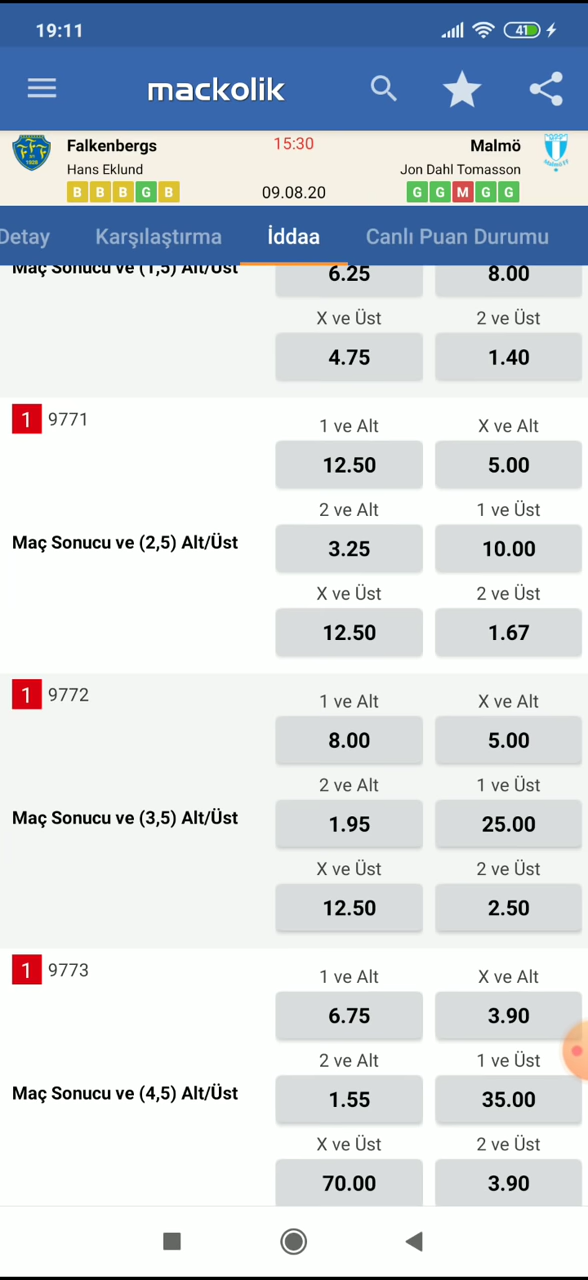 19:11
41
mackolik
Falkenbergs
15:30
Malmö
Hans Eklund
Jon Dahl Tomasson
B B B G B
09.08.20
G G M G G
Detay
Karşılaştırma
İddaa
Canlı Puan Durumu
Maç Sonucu ve (1,5) Alt/Üst
6.25
8.00
X ve Üst
2 ve Üst
4.75
1.40
1 9771
1 ve Alt
X ve Alt
12.50
5.00
2 ve Alt
1 ve Üst
Maç Sonucu ve (2,5) Alt/Üst
3.25
10.00
X ve Üst
2 ve Üst
12.50
1.67
1 9772
1 ve Alt
X ve Alt
8.00
5.00
2 ve Alt
1 ve Üst
Maç Sonucu ve (3,5) Alt/Üst
1.95
25.00
X ve Üst
2 ve Üst
12.50
2.50
1 9773
1 ve Alt
X ve Alt
6.75
3.90
2 ve Alt
1 ve Üst
Maç Sonucu ve (4,5) Alt/Üst
1.55
35.00
X ve Üst
2 ve Üst
70.00
3.90